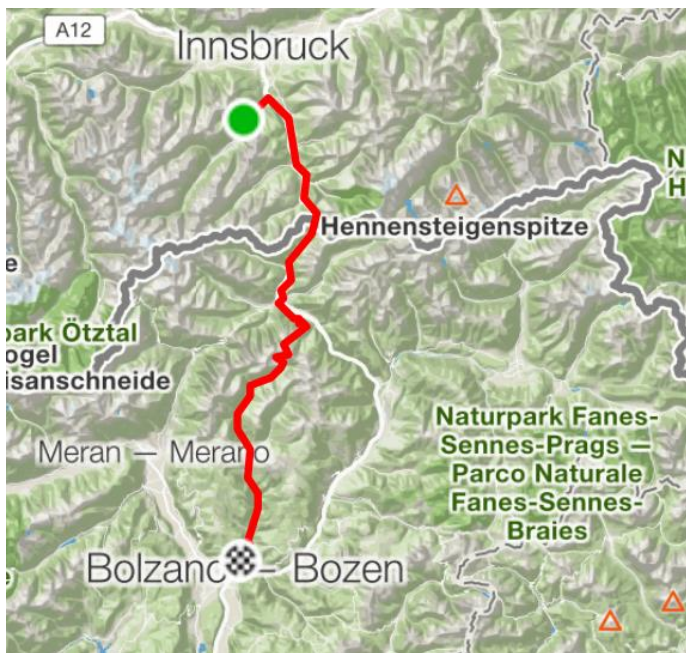 A12
Innsbruck
N
H
Hennensteigenspitze
e
park Ötztal
ogel
isanschneide
Naturpark Fanes-
Sennes-Prags —
Parco Naturale
Fanes-Sennes-
Braies
Meran — Merano
Bolzano – Bozen